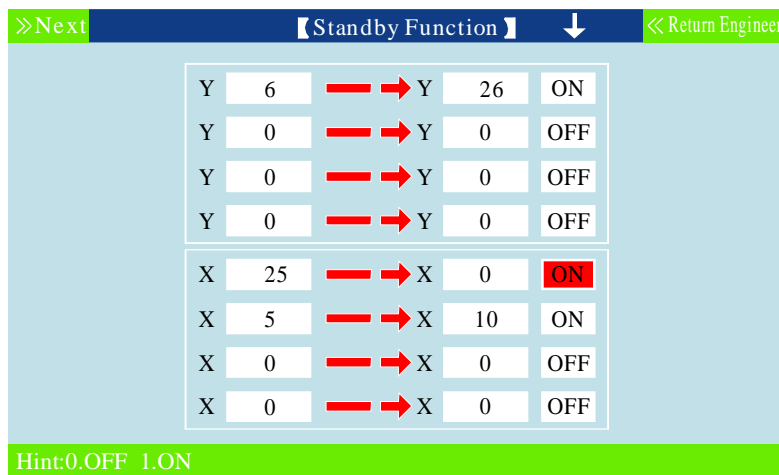 ≫Next 【Standby Function】 ↓ ≪Return Engineer
Y 6 Y 26 ON
Y 0 Y 0 OFF
Y 0 Y 0 OFF
Y 0 Y 0 OFF
X 25 X 0 ON
X 5 X 10 ON
X 0 X 0 OFF
X 0 X 0 OFF
Hint:0.OFF 1.ON